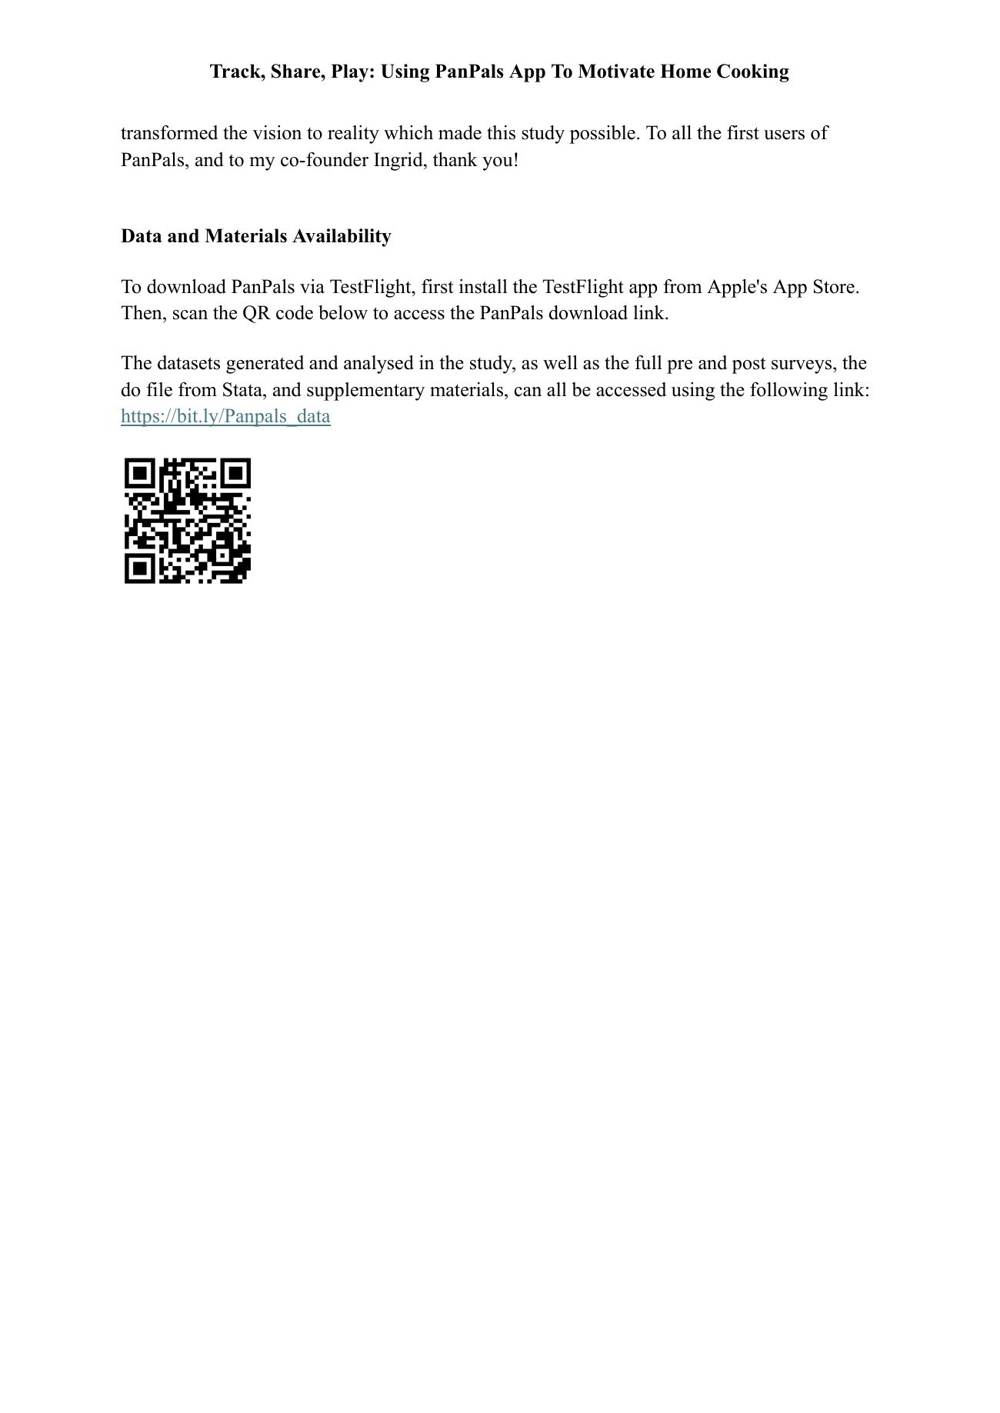 Track, Share, Play: Using PanPals App To Motivate Home Cooking
transformed the vision to reality which made this study possible. To all the first users of
PanPals, and to my co-founder Ingrid, thank you!
Data and Materials Availability
To download PanPals via TestFlight, first install the TestFlight app from Apple's App Store.
Then, scan the QR code below to access the PanPals download link.
The datasets generated and analysed in the study, as well as the full pre and post surveys, the
do file from Stata, and supplementary materials, can all be accessed using the following link:
https://bit.ly/Panpals_data